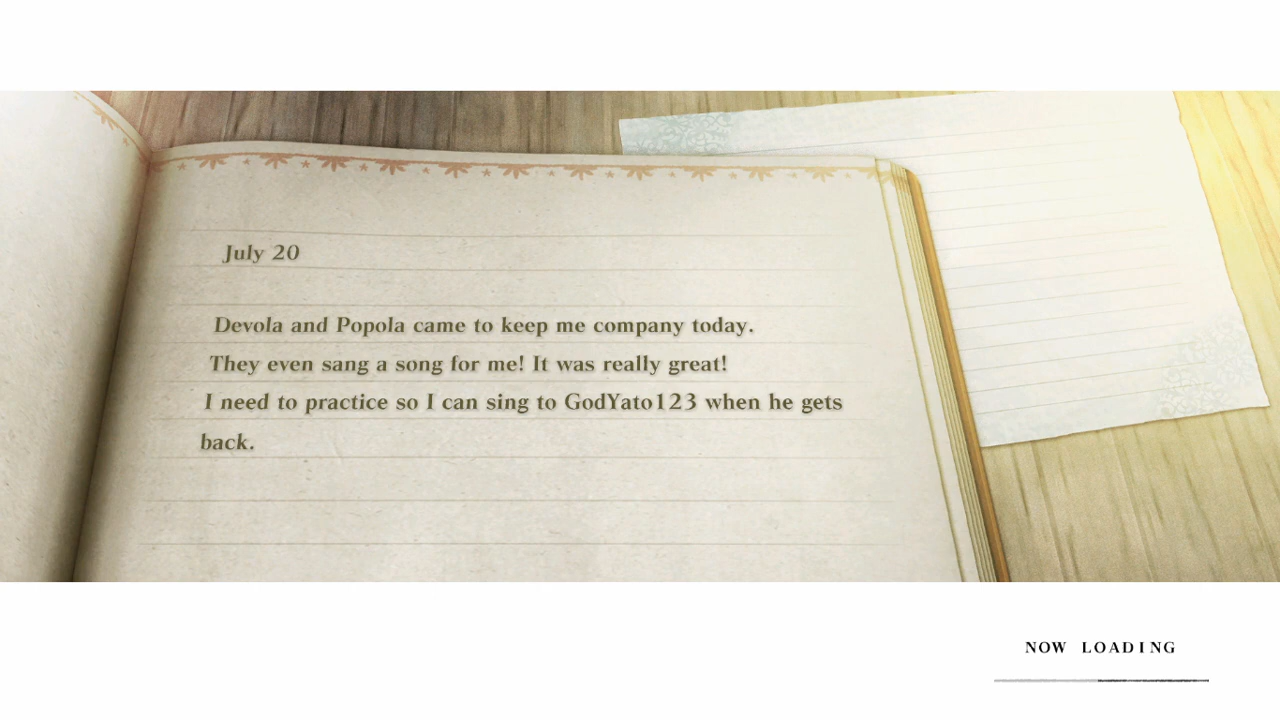 July 20
Devola and Popola came to keep me company today.
They even sang a song for me! It was really great!
I need to practice so I can sing to GodYato123 when he gets
back.
NOW LOADING